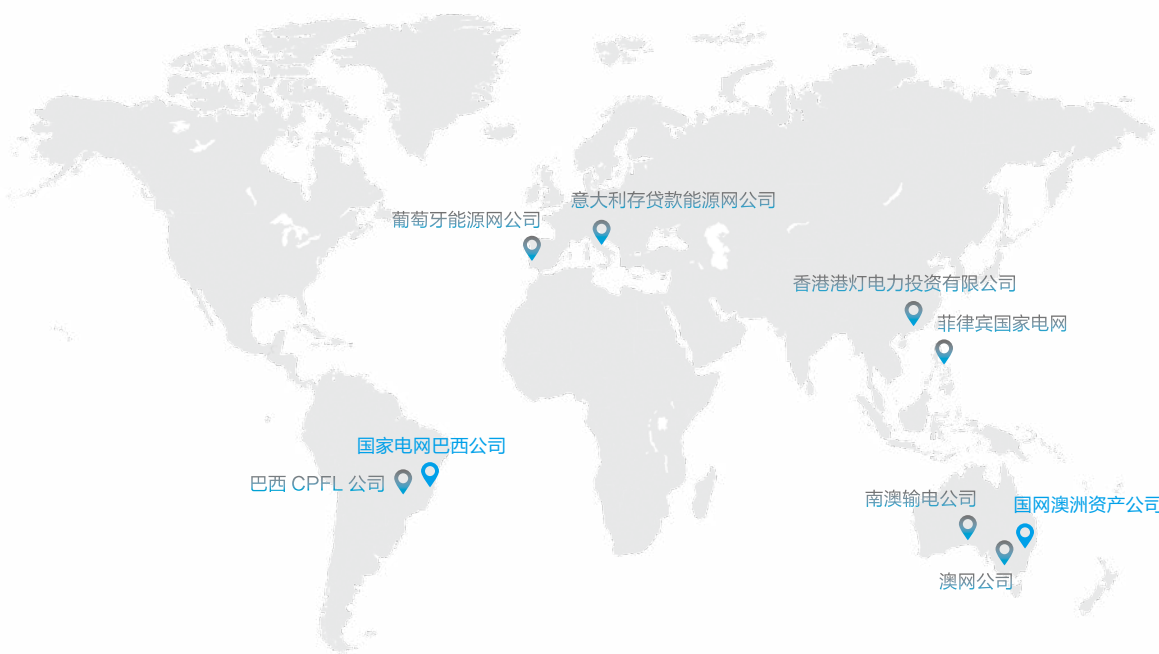 意大利存贷款能源网公司
葡萄牙能源网公司
香港港灯电力投资有限公司
菲律宾国家电网
国家电网巴西公司
巴西 CPFL 公司
南澳输电公司
国网澳洲资产公司
澳网公司